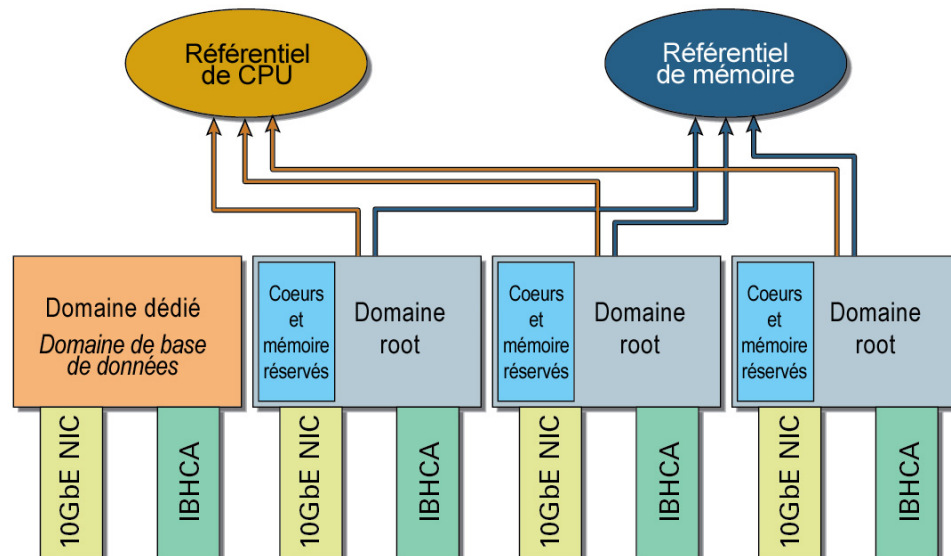 Référentiel
de CPU
Référentiel
de mémoire
Domaine dédié
Domaine de base
de données
Coeurs
et
mémoire
réservés
Domaine
root
Coeurs
et
mémoire
réservés
Domaine
root
Coeurs
et
mémoire
réservés
Domaine
root
10GbE NIC
IBHCA
10GbE NIC
IBHCA
10GbE NIC
IBHCA
10GbE NIC
IBHCA